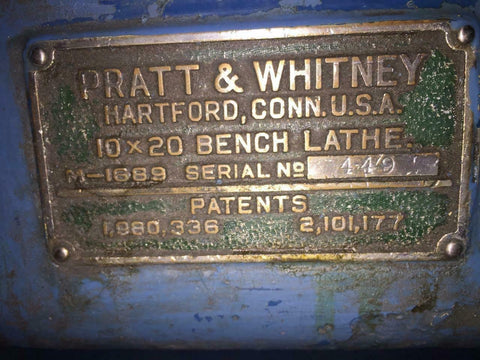 PRATT & WHITNEY
HARTFORD, CONN. U.S.A.
10 × 20 BENCH LATHE.
M-1689 SERIAL Nº 449
PATENTS
1,980,336 2,101,177